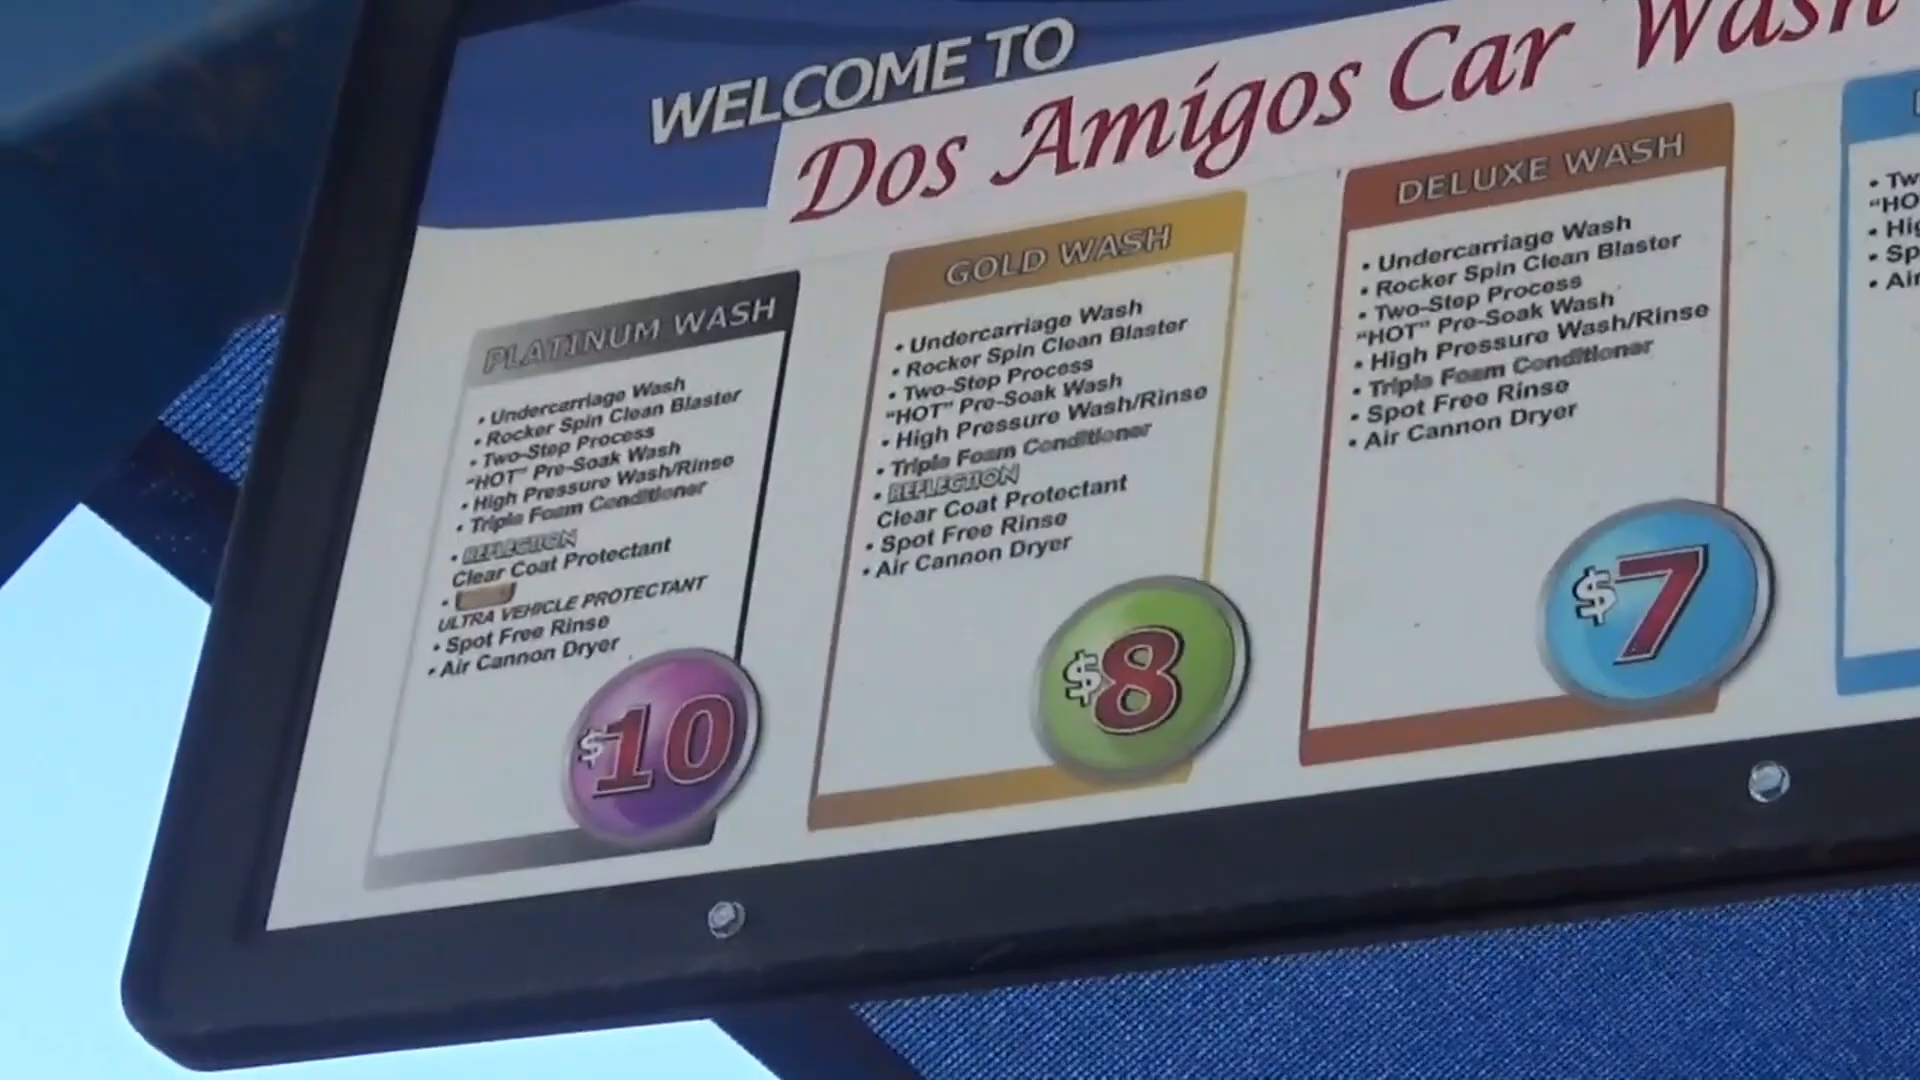 WELCOME TO
Dos Amigos Car Wash
PLATINUM WASH
• Undercarriage Wash
• Rocker Spin Clean Blaster
• Two-Step Process
"HOT" Pre-Soak Wash
• High Pressure Wash/Rinse
• Triple Foam Conditioner
• REFLECTION
Clear Coat Protectant
•
ULTRA VEHICLE PROTECTANT
• Spot Free Rinse
• Air Cannon Dryer
$10
GOLD WASH
• Undercarriage Wash
• Rocker Spin Clean Blaster
• Two-Step Process
"HOT" Pre-Soak Wash
• High Pressure Wash/Rinse
• Triple Foam Conditioner
• REFLECTION
Clear Coat Protectant
• Spot Free Rinse
• Air Cannon Dryer
$8
DELUXE WASH
• Undercarriage Wash
• Rocker Spin Clean Blaster
• Two-Step Process
"HOT" Pre-Soak Wash
• High Pressure Wash/Rinse
• Triple Foam Conditioner
• Spot Free Rinse
• Air Cannon Dryer
$7
• Tw
"HO
• Hig
• Sp
• Air